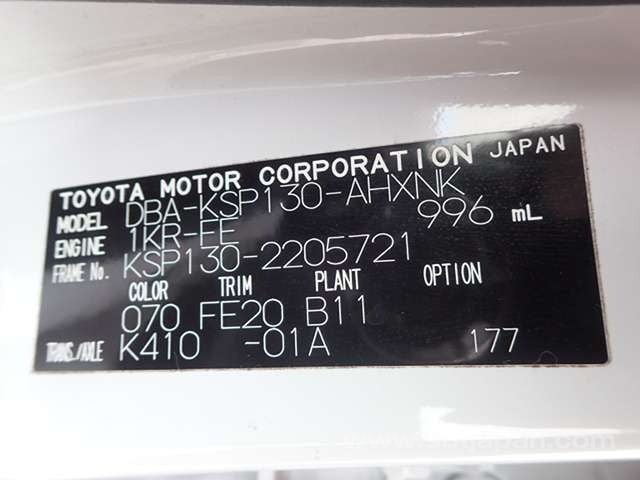 TOYOTA MOTOR CORPORATION JAPAN
MODEL DBA-KSP130-AHXNK
ENGINE 1KR-FE 996 mL
FRAME No. KSP130-2205721
COLOR TRIM PLANT OPTION
070 FE20 B11
TRANS./AXLE K410 -01A 177